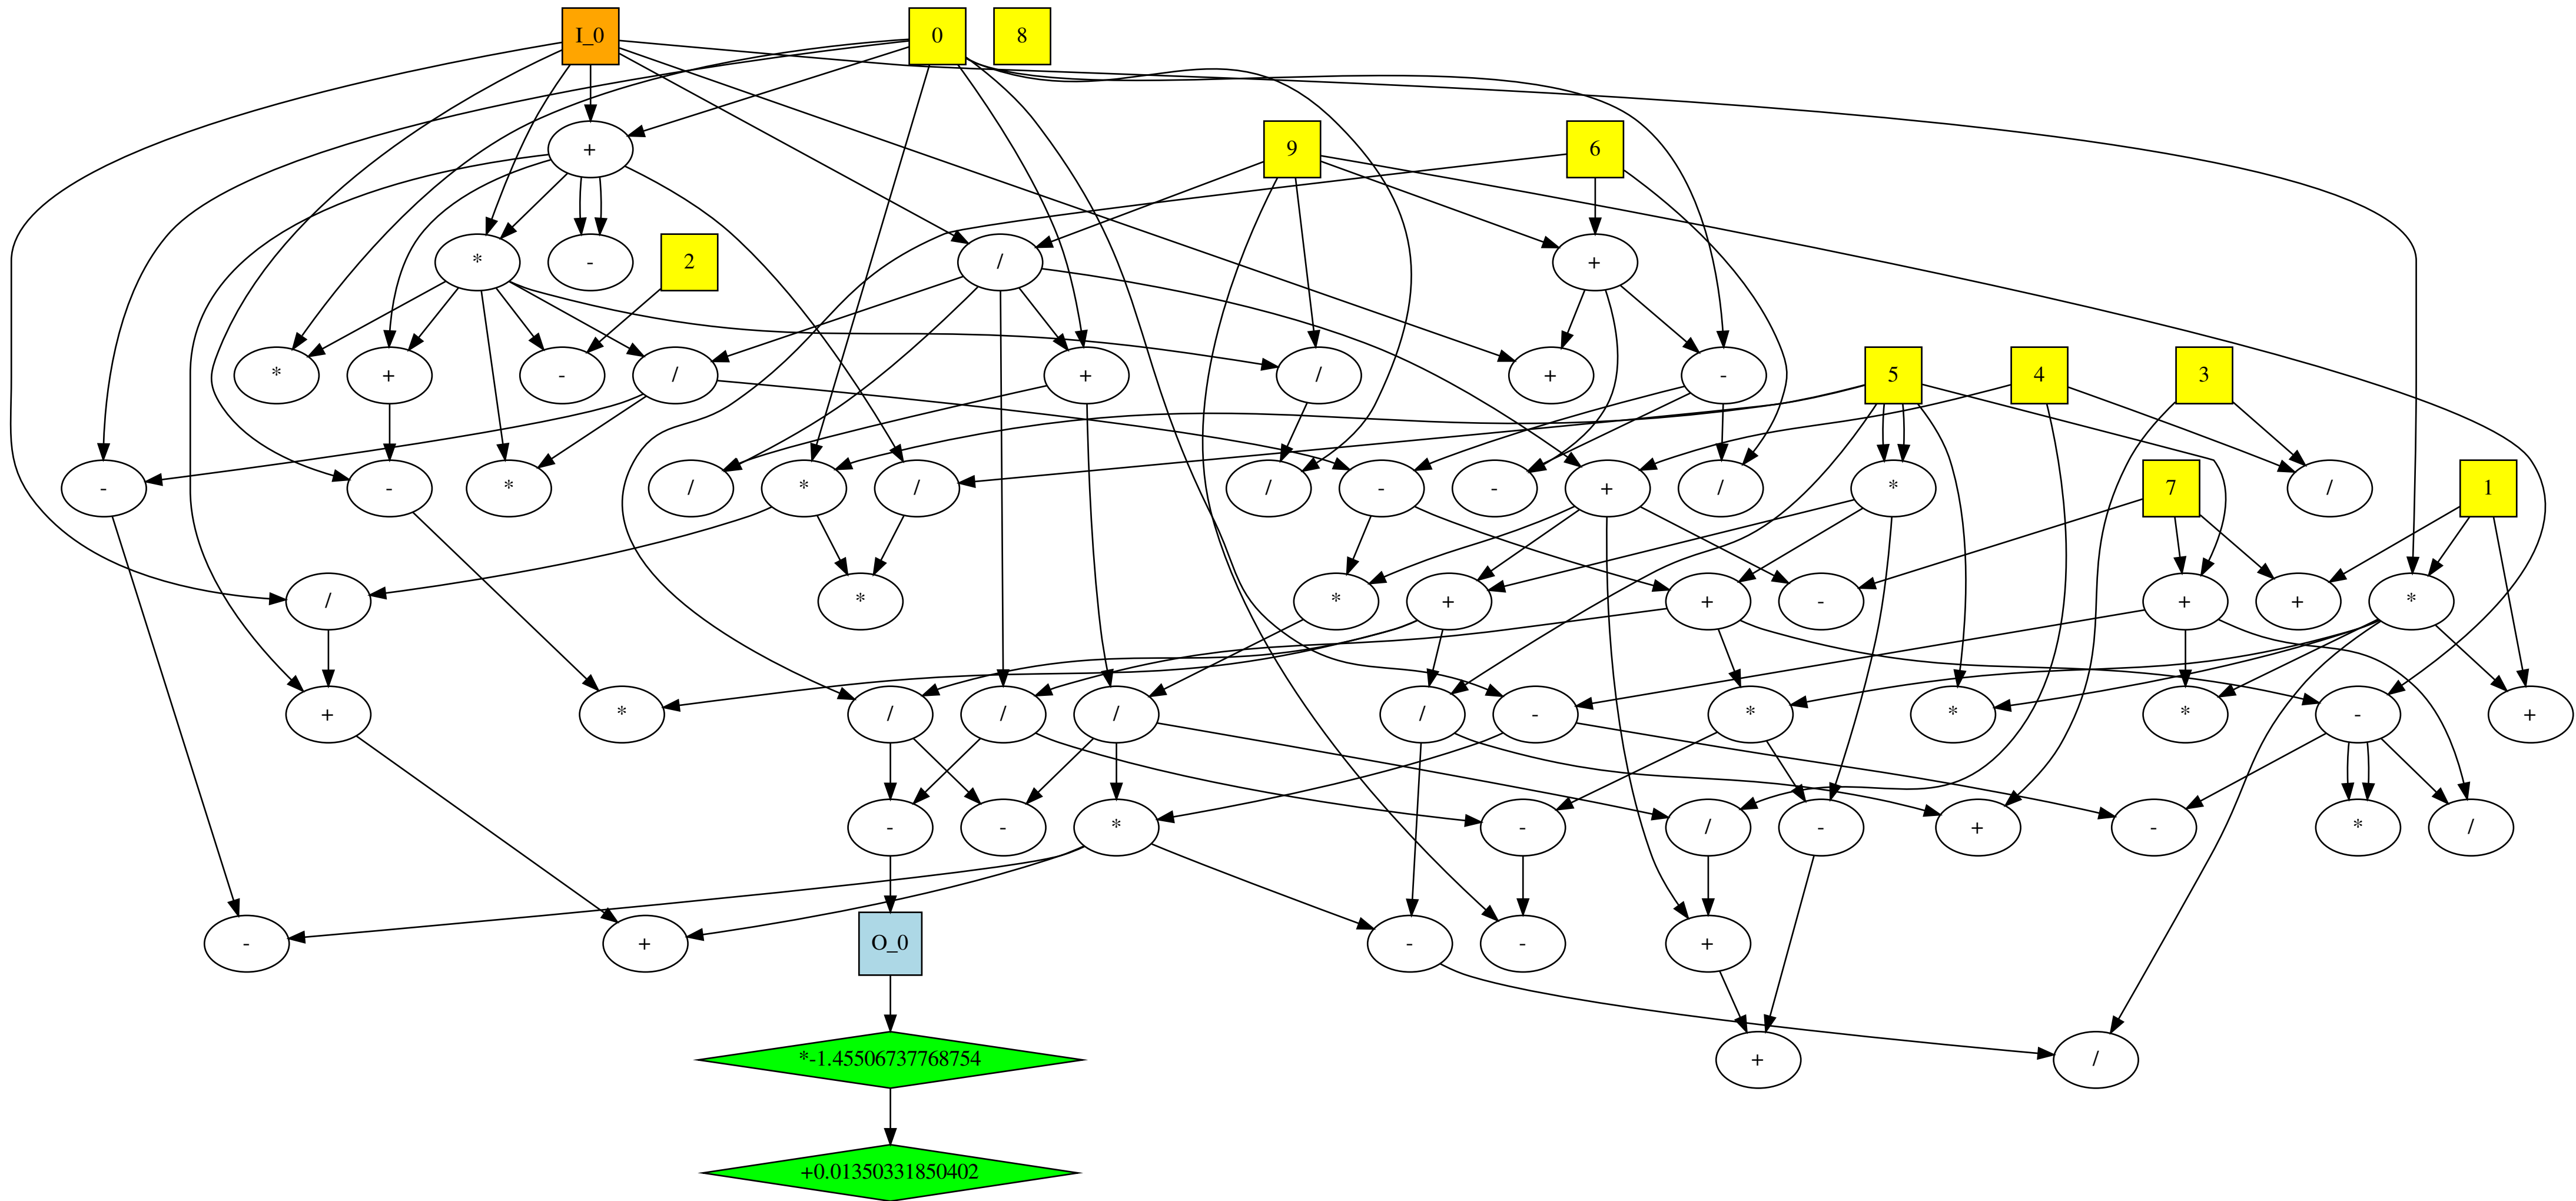 I_0 0 8
+ 9 6
* - 2 / +
* + - / + / + - 5 4 3
- - * / * / / - - + / * 7 / 1
/ * * + + - + + *
+ * / / / / - * * * - +
- - * - / - + - * /
- + O_0 - - +
*-1.45506737768754 + /
+0.01350331850402